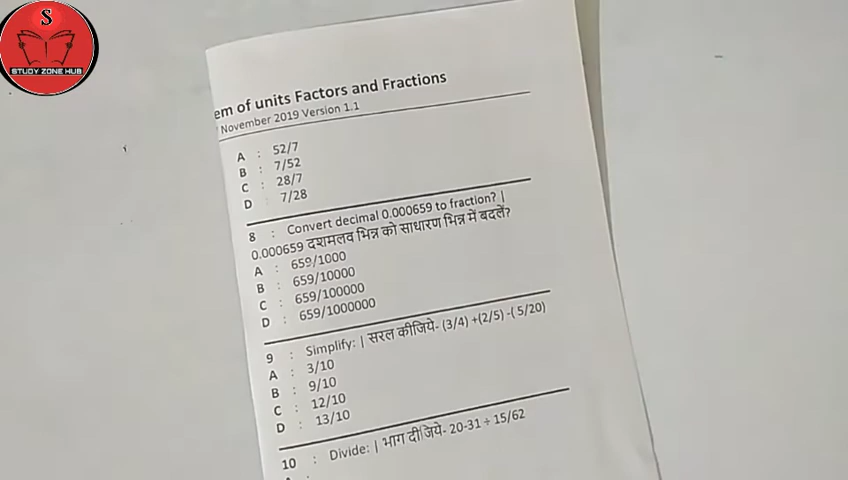 S
STUDY ZONE HUB
em of units Factors and Fractions
November 2019 Version 1.1
A : 52/7
B : 7/52
C : 28/7
D : 7/28
8 : Convert decimal 0.000659 to fraction? |
0.000659 दशमलव भिन्न को साधारण भिन्न में बदलें?
A : 659/1000
B : 659/10000
C : 659/100000
D : 659/1000000
9 : Simplify: | सरल कीजिये- (3/4) +(2/5) -( 5/20)
A : 3/10
B : 9/10
C : 12/10
D : 13/10
10 : Divide: | भाग दीजिये- 20-31 ÷ 15/62